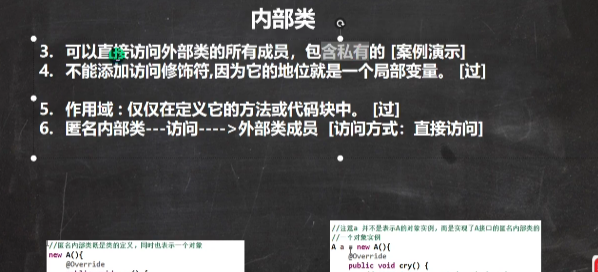 内部类
3. 可以直接访问外部类的所有成员，包含私有的 [案例演示]
4. 不能添加访问修饰符,因为它的地位就是一个局部变量。 [过]
5. 作用域 : 仅仅在定义它的方法或代码块中。 [过]
6. 匿名内部类---访问---->外部类成员 [访问方式：直接访问]
//匿名内部类既是类的定义，同时也表示一个对象
new A(){
@Override
//注意a 并不是表示A的对象实例，而是实现了A接口的匿名内部类的
//一个对象实例
A a = new A(){
@Override
public void cry() {